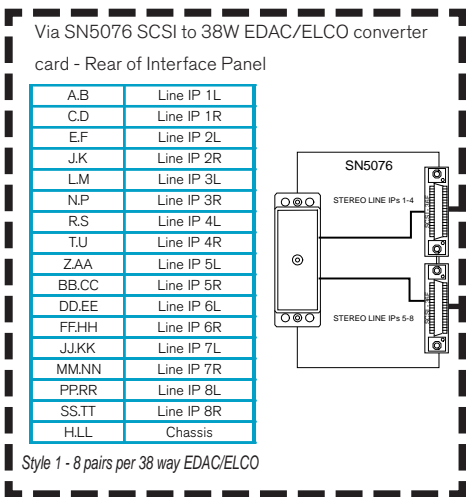 Via SN5076 SCSI to 38W EDAC/ELCO converter
card - Rear of Interface Panel
A.B Line IP 1L
C.D Line IP 1R
E.F Line IP 2L
J.K Line IP 2R
L.M Line IP 3L
N.P Line IP 3R
R.S Line IP 4L
T.U Line IP 4R
Z.AA Line IP 5L
BB.CC Line IP 5R
DD.EE Line IP 6L
FF.HH Line IP 6R
JJ.KK Line IP 7L
MM.NN Line IP 7R
PP.RR Line IP 8L
SS.TT Line IP 8R
H.LL Chassis
SN5076
STEREO LINE IPs 1-4
STEREO LINE IPs 5-8
Style 1 - 8 pairs per 38 way EDAC/ELCO